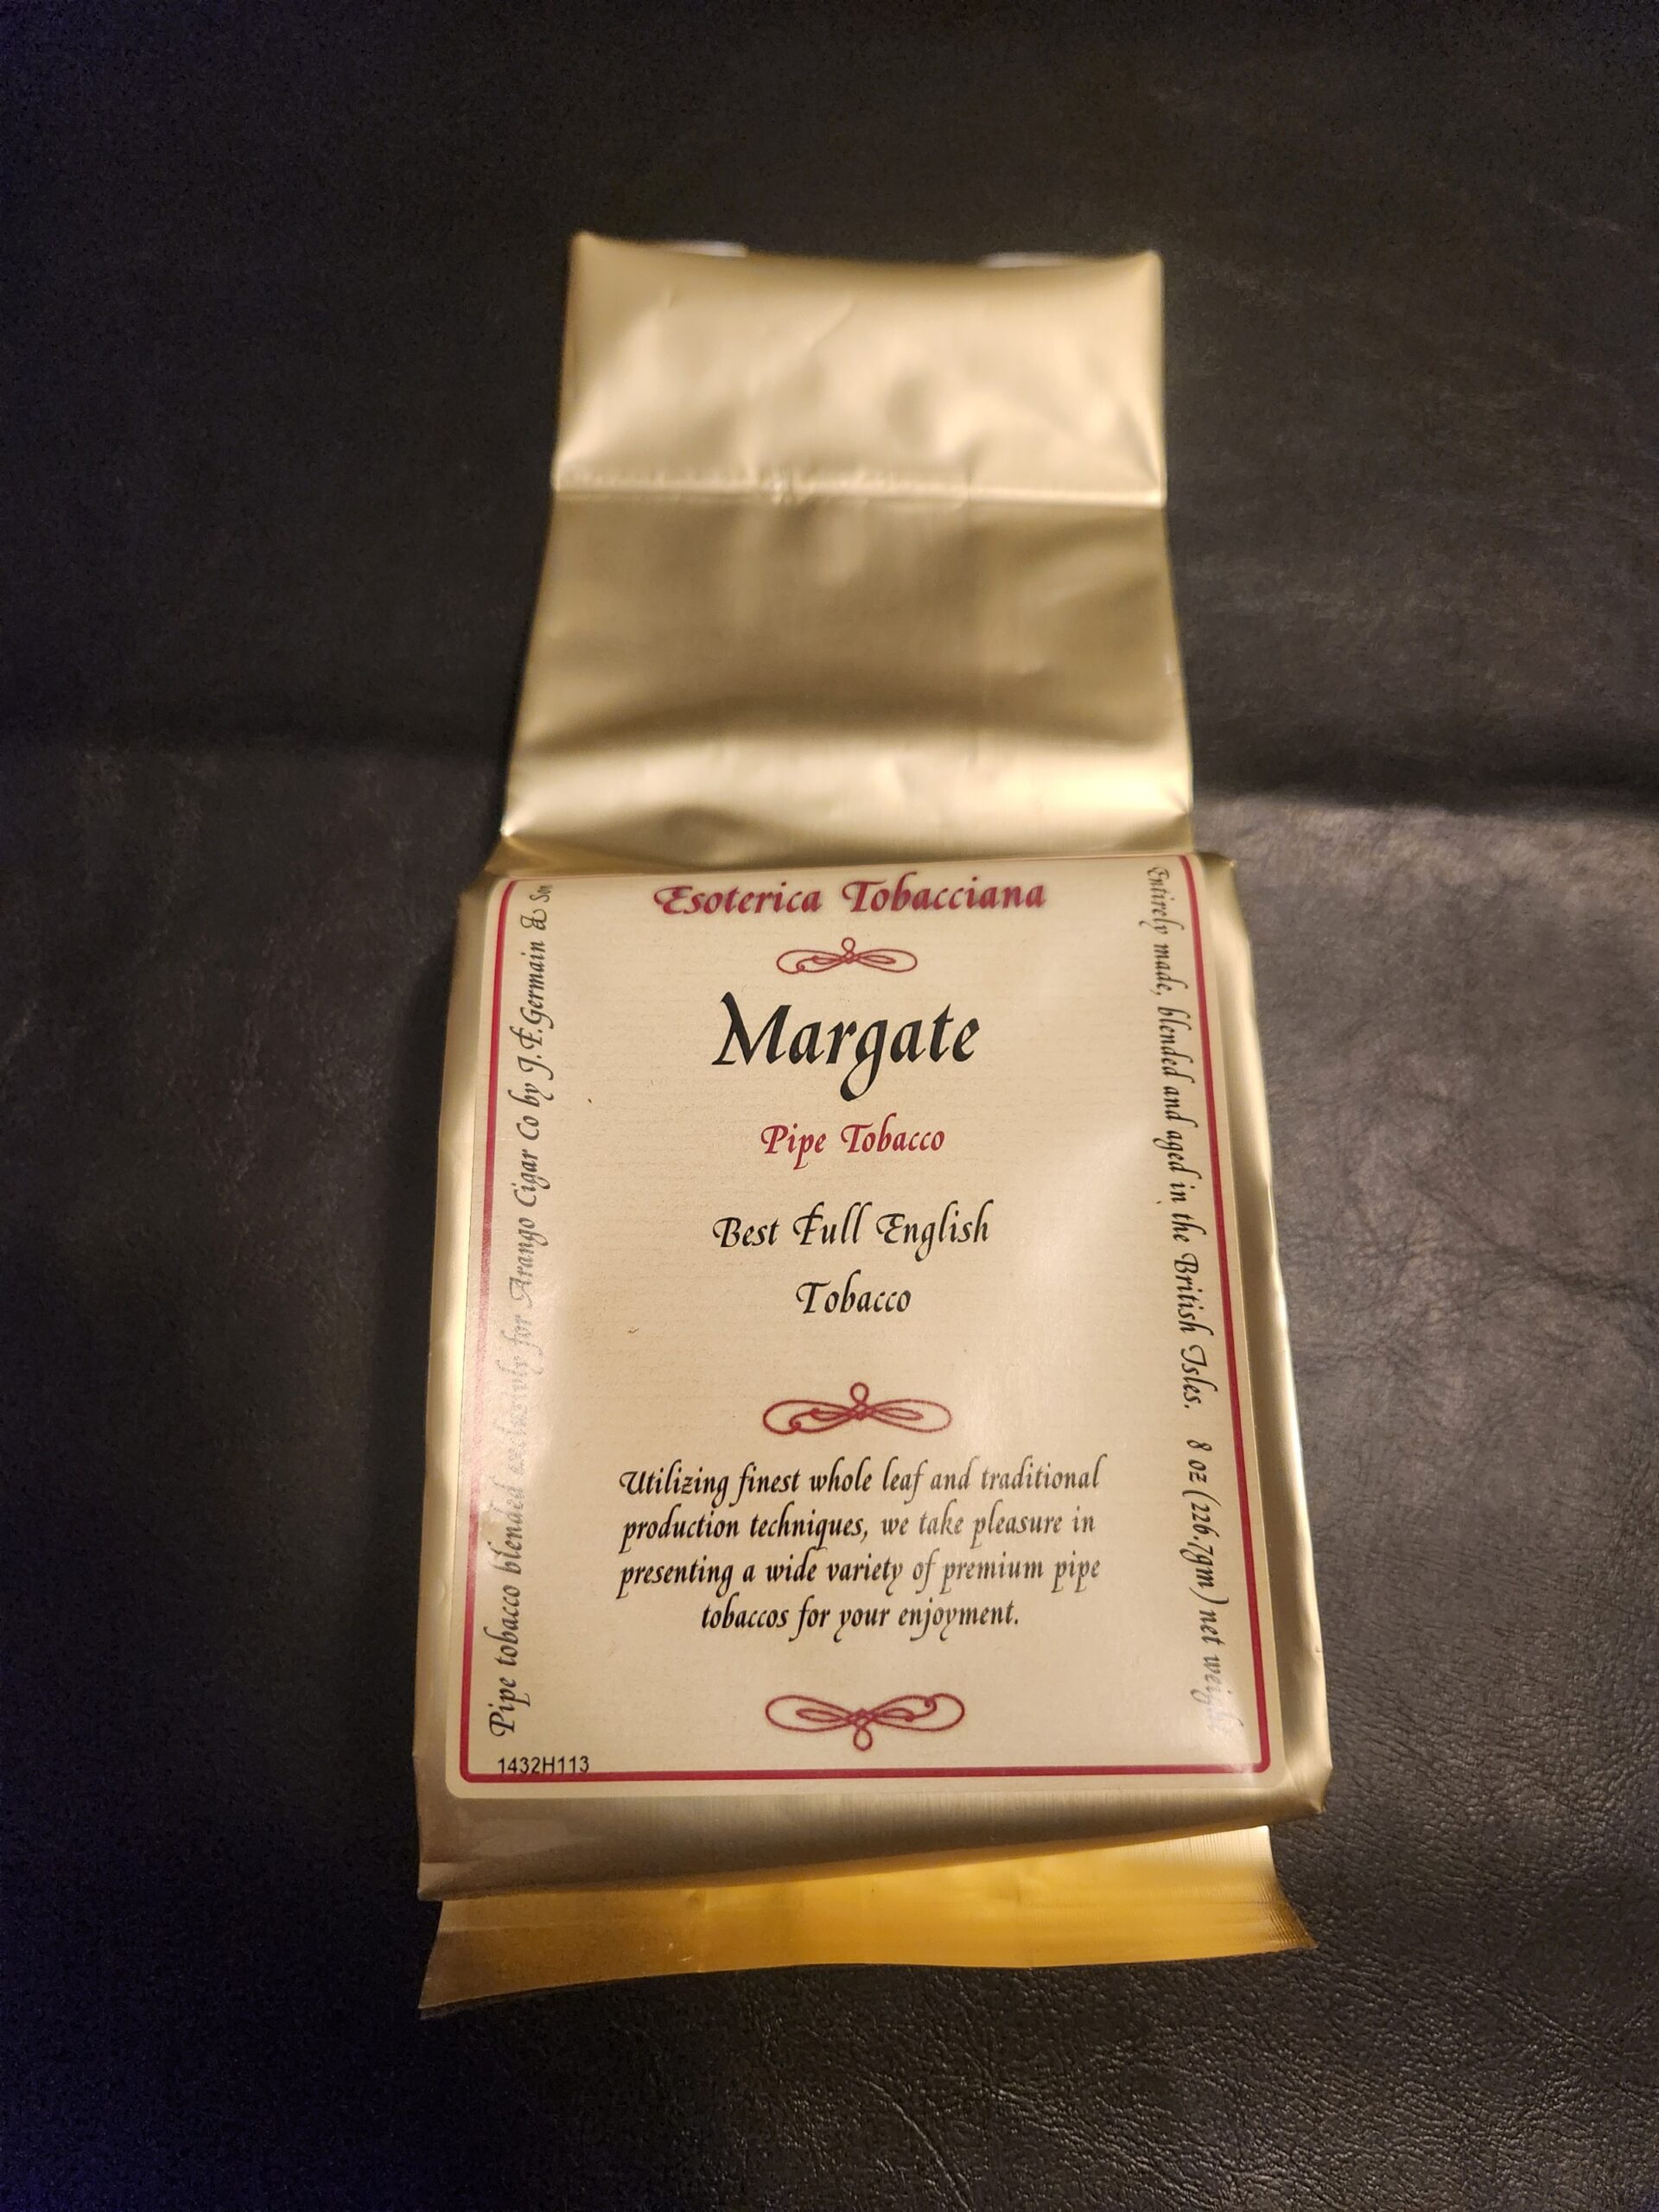 Esoterica Tobacciana
Margate
Pipe Tobacco
Best Full English
Tobacco
Utilizing finest whole leaf and traditional
production techniques, we take pleasure in
presenting a wide variety of premium pipe
tobaccos for your enjoyment.
Pipe tobacco blended exclusively for Arango Cigar Co by J.F.Germain & Son
Entirely made, blended and aged in the British Isles. 8 oz (226.7gm) net weight
1432H113